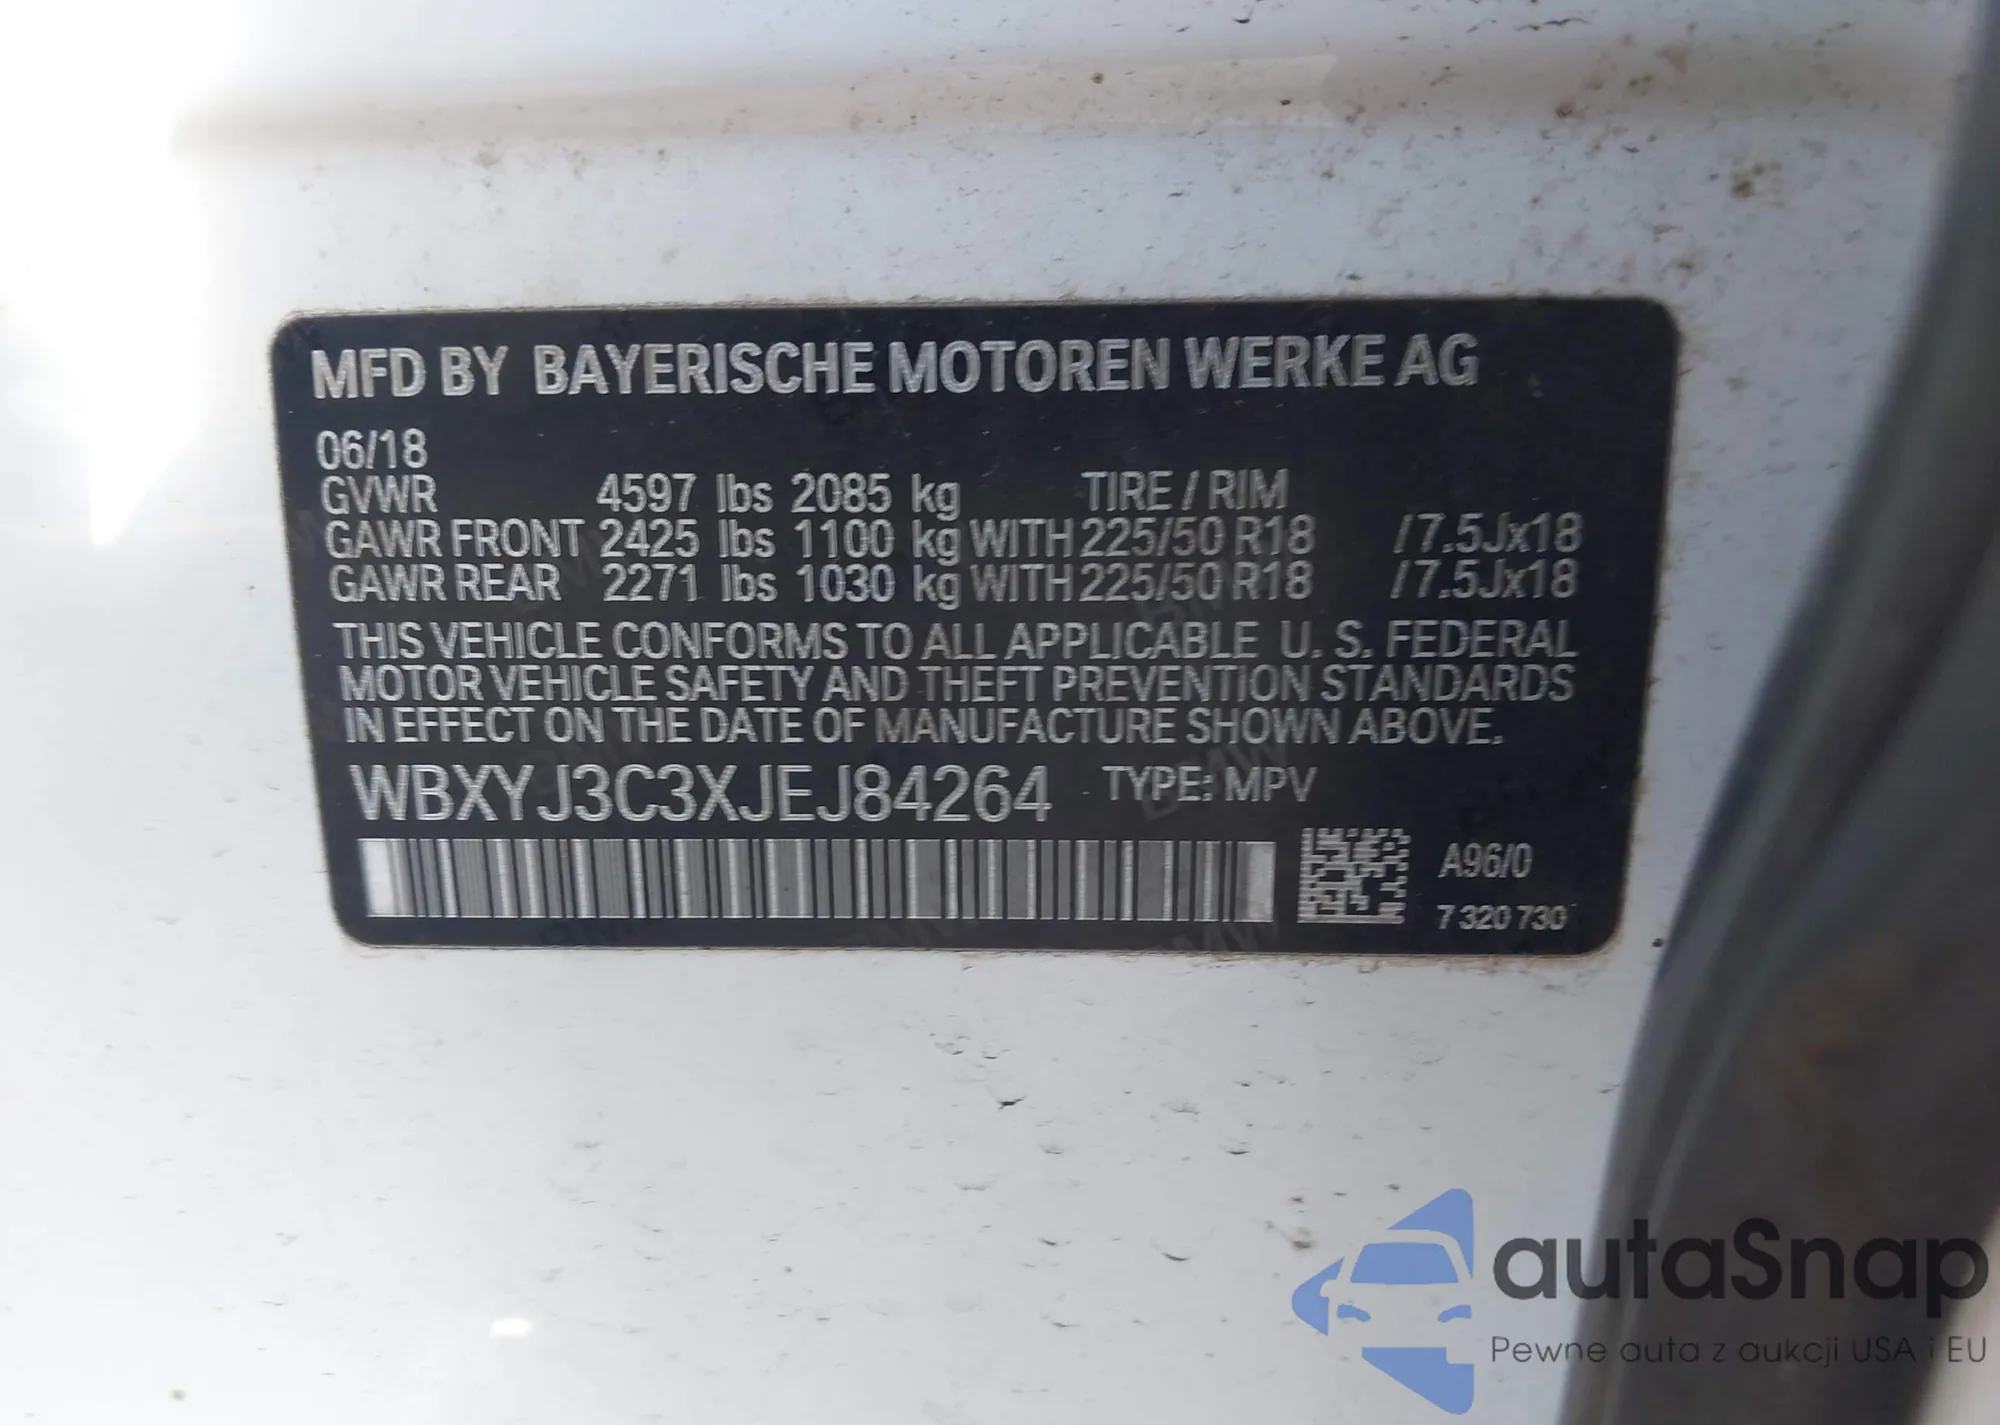 MFD BY BAYERISCHE MOTOREN WERKE AG
06/18
GVWR 4597 lbs 2085 kg TIRE / RIM
GAWR FRONT 2425 lbs 1100 kg WITH 225/50 R18 / 7.5Jx18
GAWR REAR 2271 lbs 1030 kg WITH 225/50 R18 / 7.5Jx18
THIS VEHICLE CONFORMS TO ALL APPLICABLE U. S. FEDERAL
MOTOR VEHICLE SAFETY AND THEFT PREVENTION STANDARDS
IN EFFECT ON THE DATE OF MANUFACTURE SHOWN ABOVE.
WBXYJ3C3XJEJ84264 TYPE: MPV
A96/0
7 320 730
autaSnap
Pewne auta z aukcji USA i EU